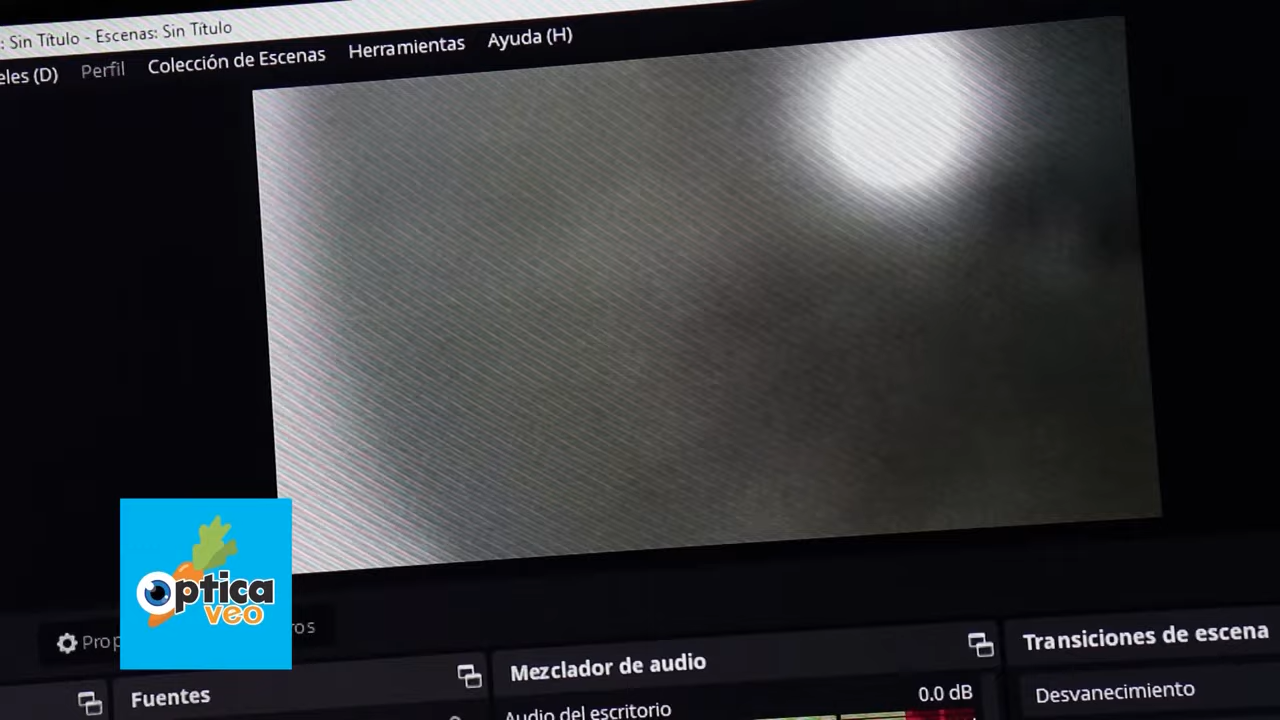 : Sin Título - Escenas: Sin Título
eles (D) Perfil Colección de Escenas Herramientas Ayuda (H)
Optica
veo
Prop
ros
Fuentes
Mezclador de audio
Transiciones de escena
Audio del escritorio
0.0 dB
Desvanecimiento